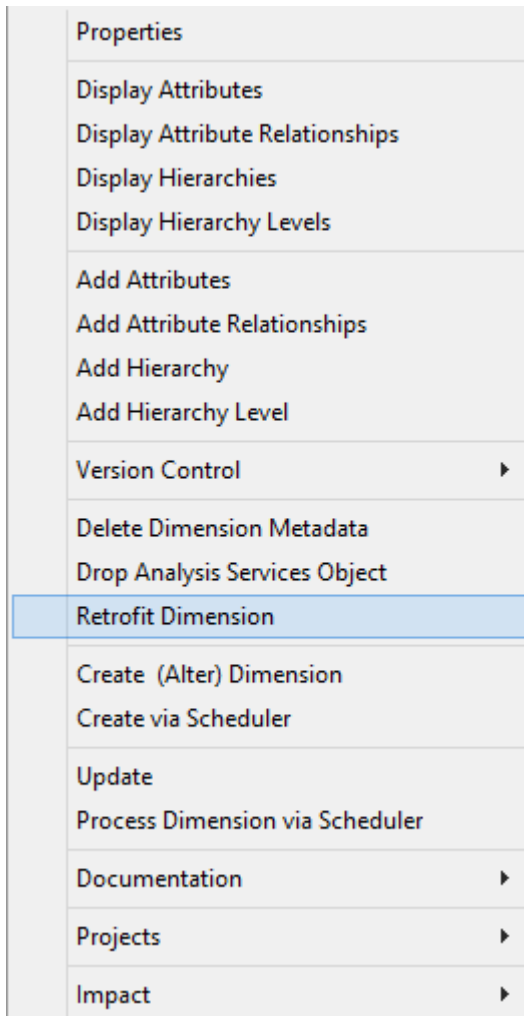 Properties
Display Attributes
Display Attribute Relationships
Display Hierarchies
Display Hierarchy Levels
Add Attributes
Add Attribute Relationships
Add Hierarchy
Add Hierarchy Level
Version Control
Delete Dimension Metadata
Drop Analysis Services Object
Retrofit Dimension
Create  (Alter) Dimension
Create via Scheduler
Update
Process Dimension via Scheduler
Documentation
Projects
Impact